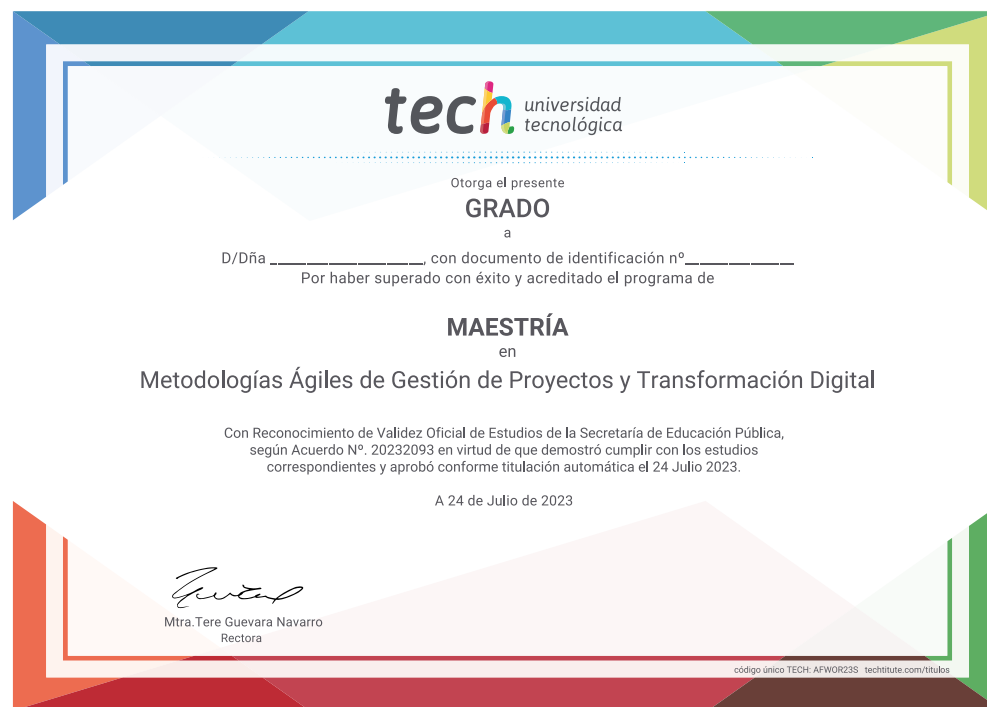 tech universidad
tecnológica
Otorga el presente
GRADO
a
D/Dña ____________________, con documento de identificación nº______________
Por haber superado con éxito y acreditado el programa de
MAESTRÍA
en
Metodologías Ágiles de Gestión de Proyectos y Transformación Digital
Con Reconocimiento de Validez Oficial de Estudios de la Secretaría de Educación Pública,
según Acuerdo Nº. 20232093 en virtud de que demostró cumplir con los estudios
correspondientes y aprobó conforme titulación automática el 24 Julio 2023.
A 24 de Julio de 2023
Mtra.Tere Guevara Navarro
Rectora
código único TECH: AFWOR23S techtitute.com/titulos